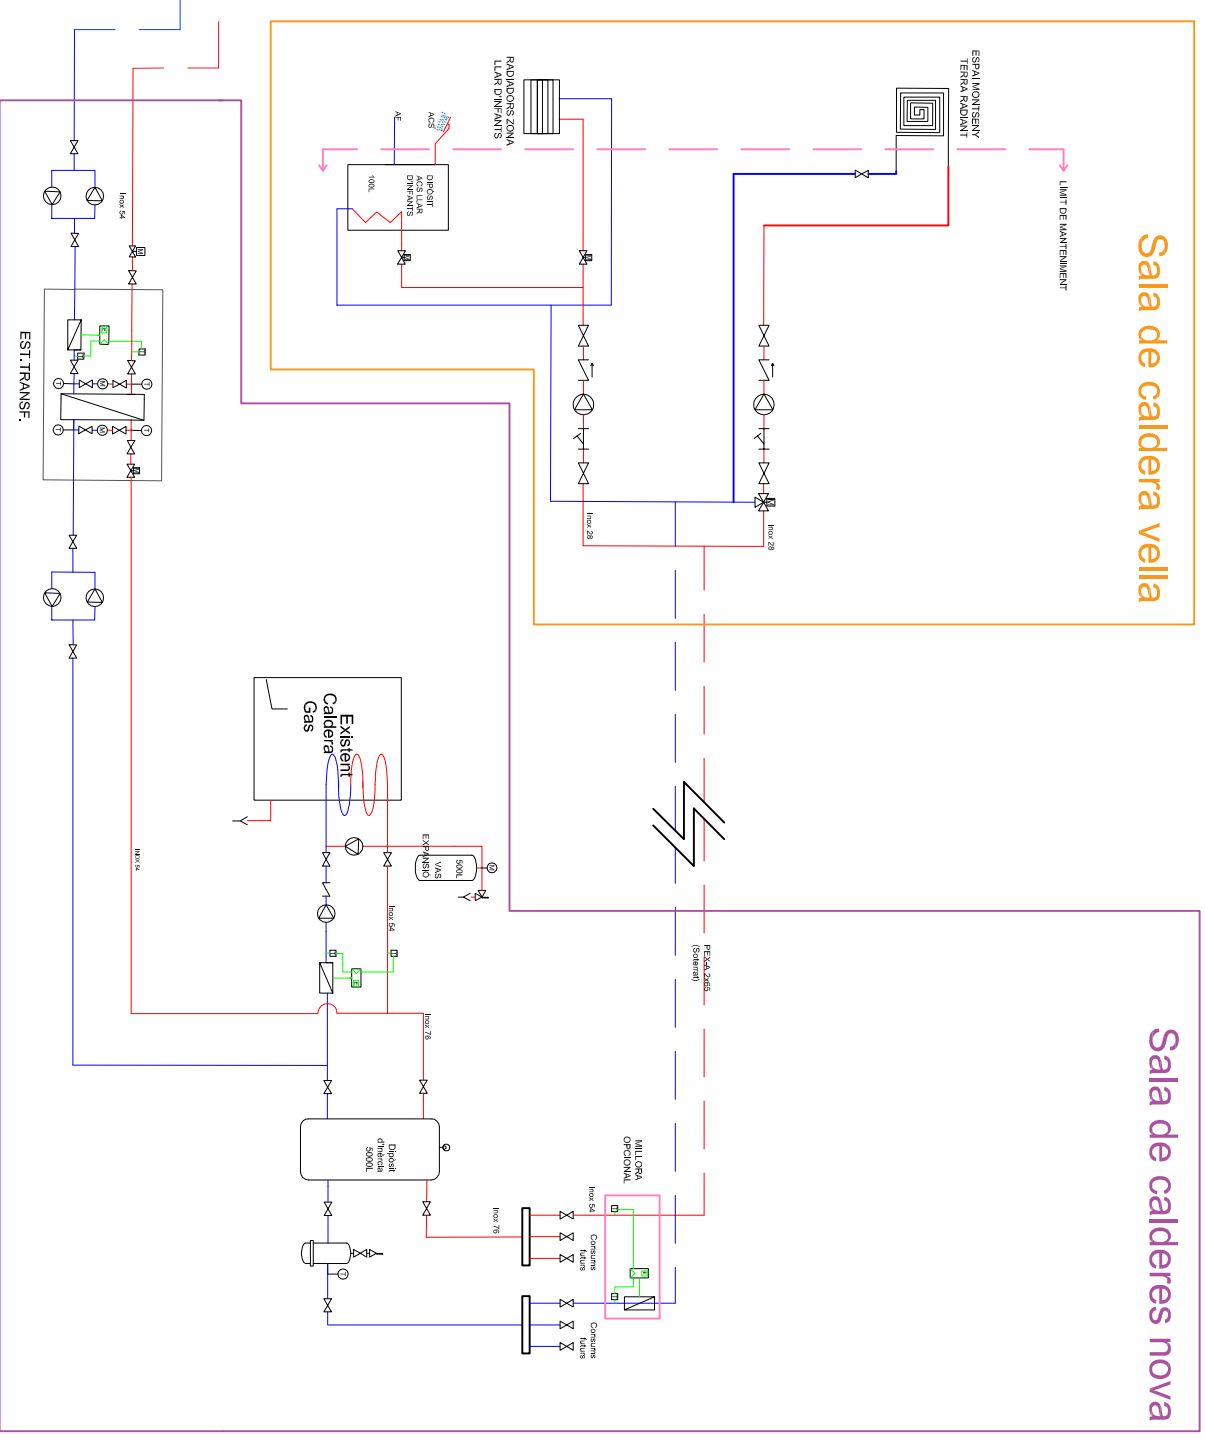 Sala de caldera vella
ESPAI MONTSENY
TERRA RADIANT
LÍMIT DE MANTENIMENT
RADIADORS ZONA
LLAR D'INFANTS
ACS
AF
DIPÒSIT
ACS LLAR
D'INFANTS
100L
M
M
M
Inox 28
Inox 28
Inox 54
M
EST.TRANSF.
T
M
T
T
M
T
Existent
Caldera
Gas
EXPANSIÓ
VAS
500L
M
Inox 54
INOX 54
Inox 76
PEX-A 2x65
(Soterrat)
Sala de calderes nova
Dipòsit
d'Inèrcia
5000L
MILLORA
OPCIONAL
Inox 54
Inox 76
Consums
futurs
Consums
futurs
T